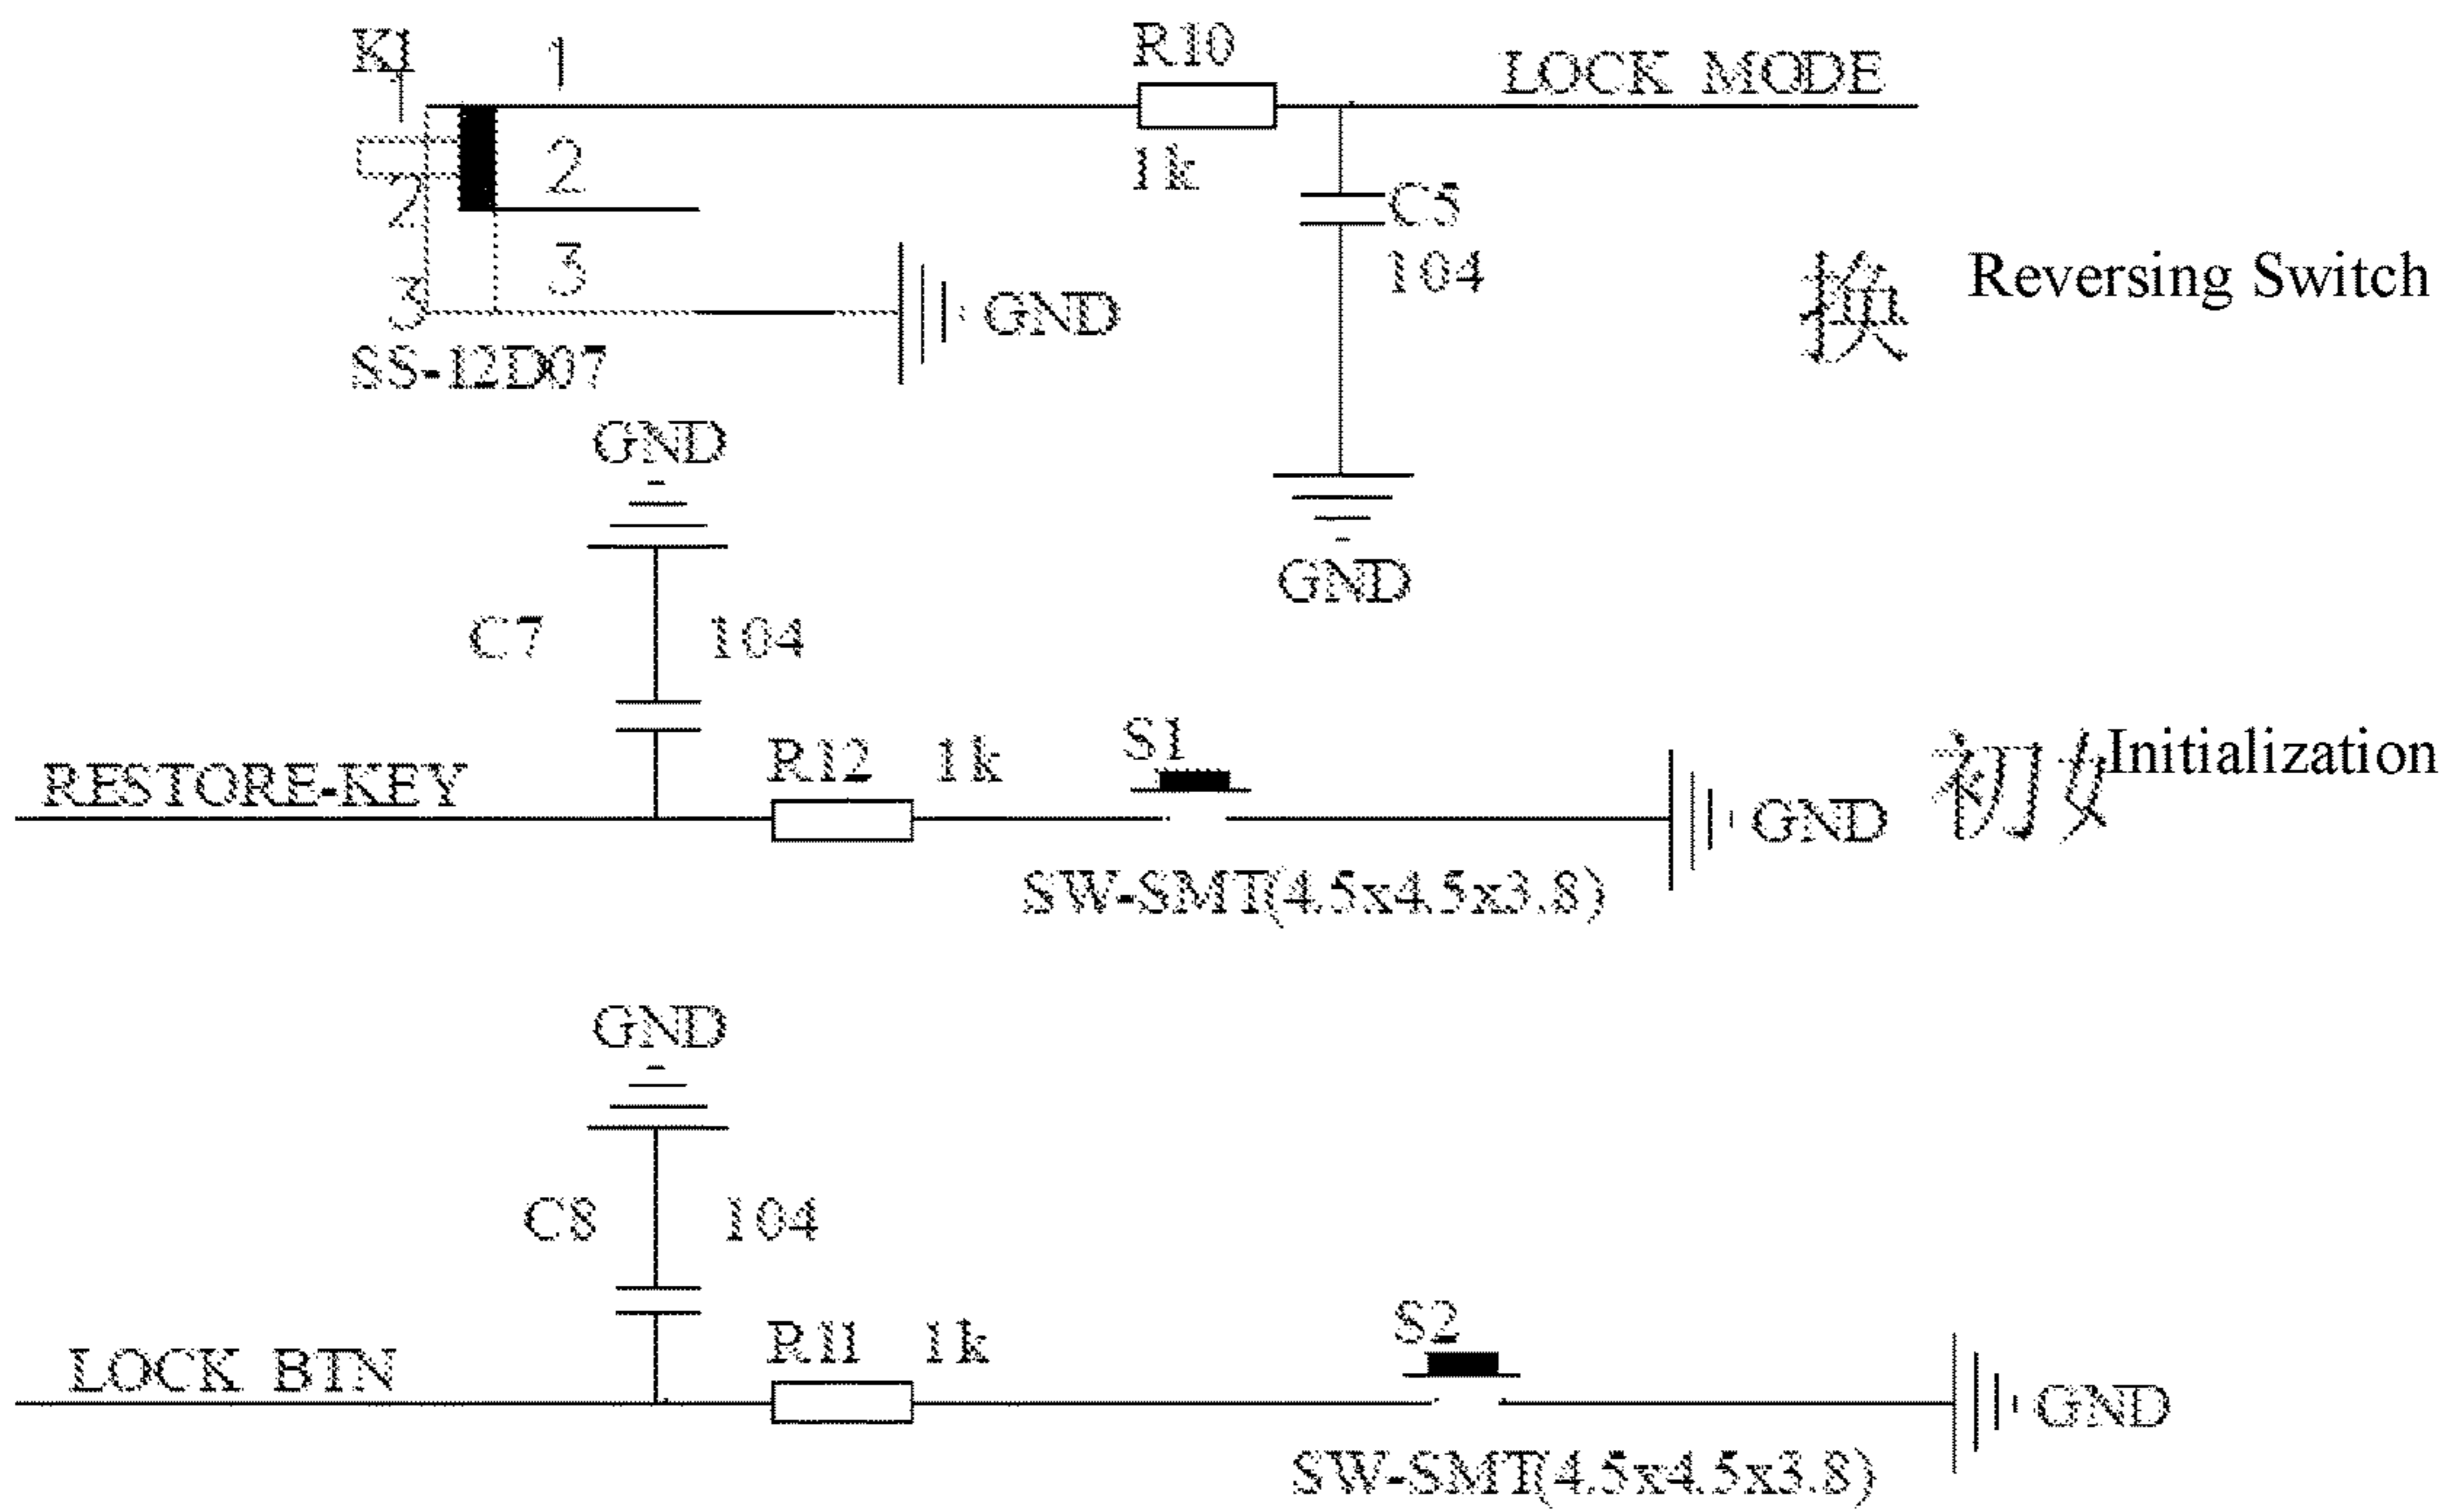 K1
1
R10
LOCK MODE
2
1k
2
C5
3
104
换 Reversing Switch
3
GND
SS-12D07
GND
GND
C7 104
S1
R12 1k
初 Initialization
RESTORE-KEY
GND
SW-SMT(4.5x4.5x3.8)
GND
C8 104
S2
R11 1k
LOCK BTN
GND
SW-SMT(4.5x4.5x3.8)